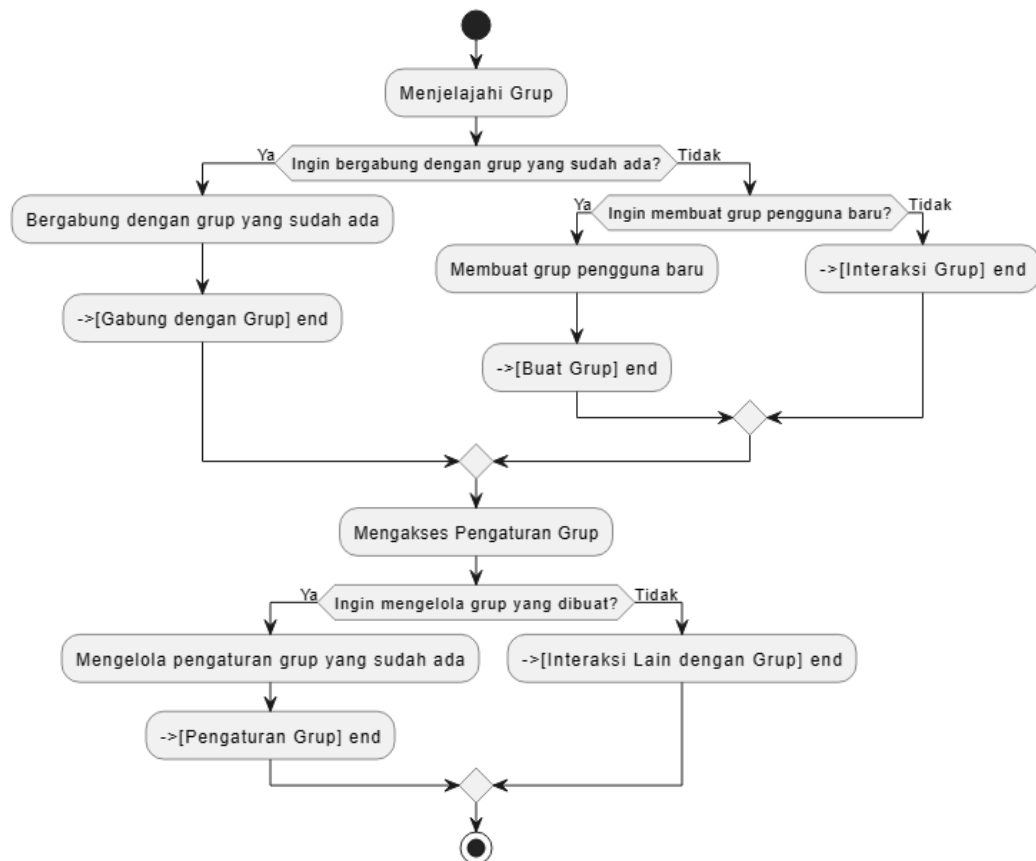 Menjelajahi Grup
Ya
Ingin bergabung dengan grup yang sudah ada?
Tidak
Bergabung dengan grup yang sudah ada
->[Gabung dengan Grup] end
Ya
Ingin membuat grup pengguna baru?
Tidak
Membuat grup pengguna baru
->[Interaksi Grup] end
->[Buat Grup] end
Mengakses Pengaturan Grup
Ya
Ingin mengelola grup yang dibuat?
Tidak
Mengelola pengaturan grup yang sudah ada
->[Interaksi Lain dengan Grup] end
->[Pengaturan Grup] end